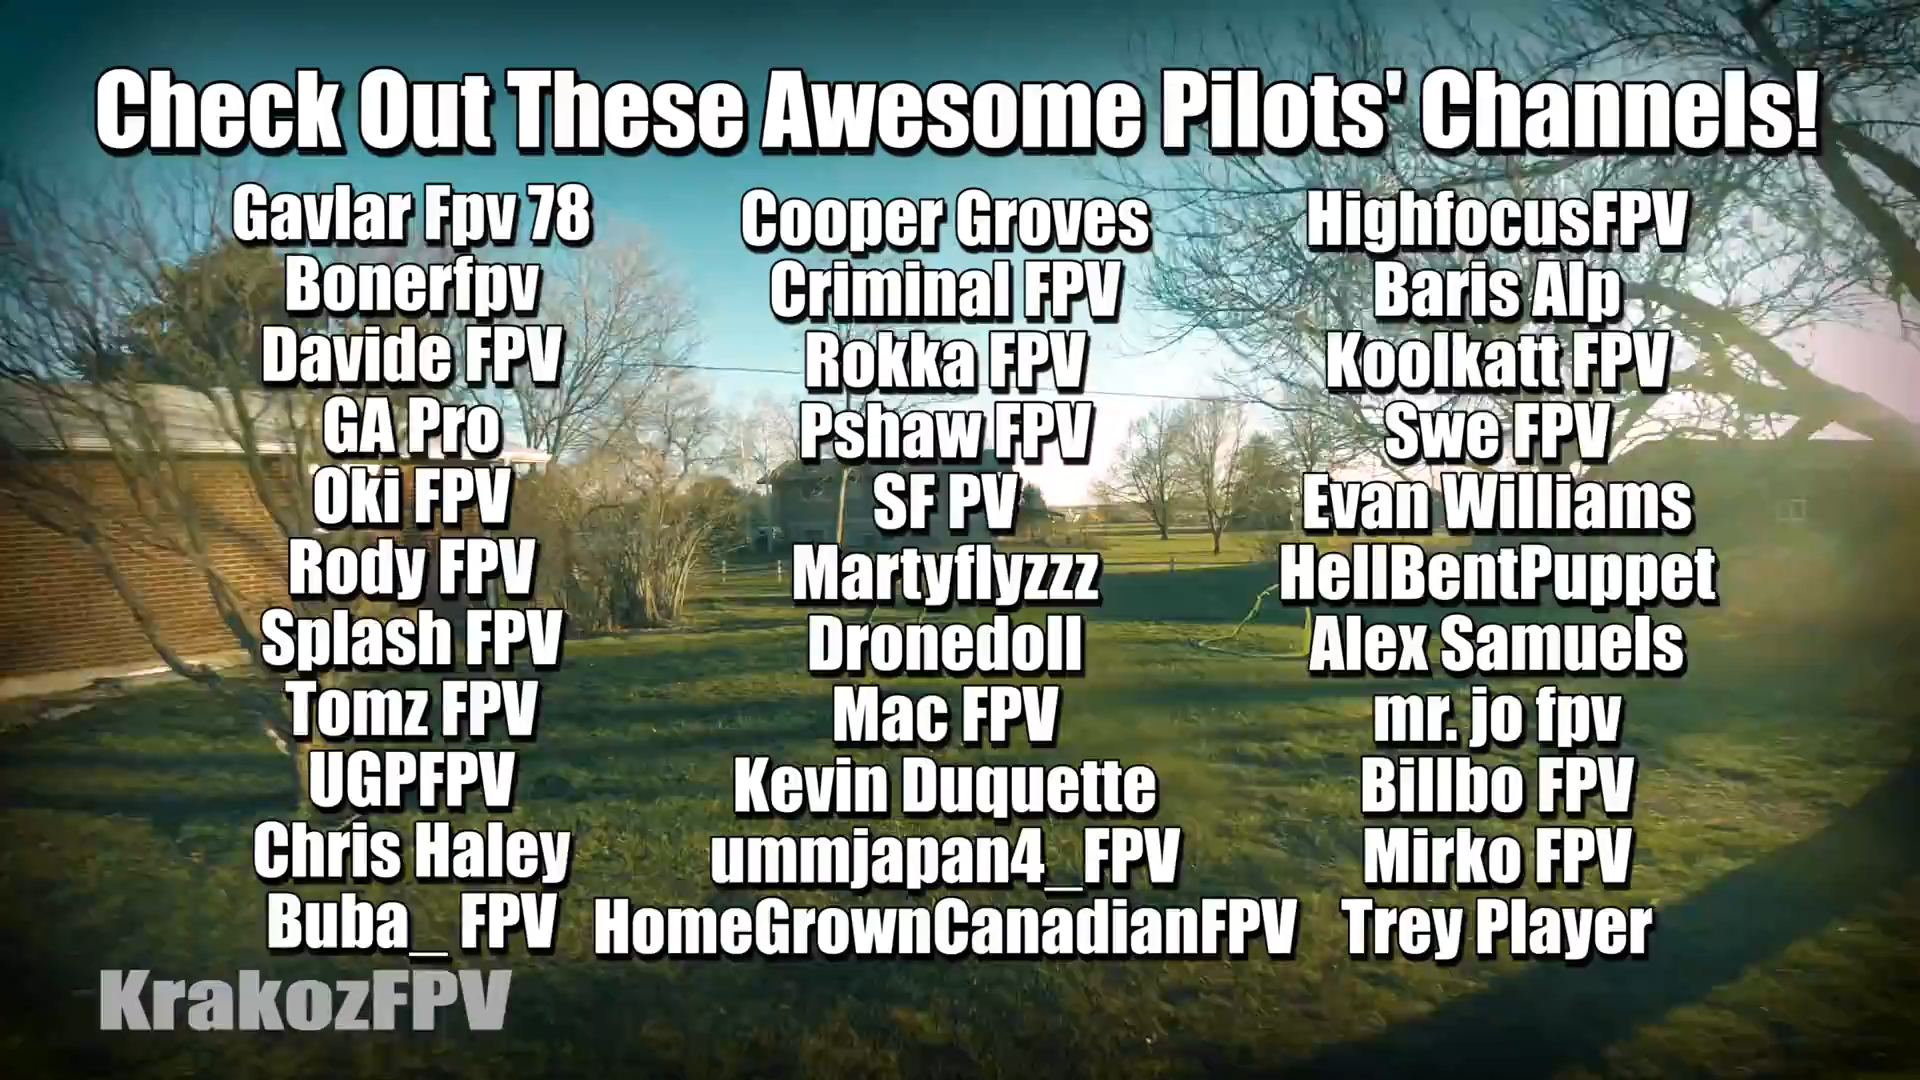 Check Out These Awesome Pilots' Channels!
Gavlar Fpv 78
Bonerfpv
Davide FPV
GA Pro
Oki FPV
Rody FPV
Splash FPV
Tomz FPV
UGPFPV
Chris Haley
Buba_ FPV
Cooper Groves
Criminal FPV
Rokka FPV
Pshaw FPV
SF PV
Martyflyzzz
Dronedoll
Mac FPV
Kevin Duquette
ummjapan4_FPV
HomeGrownCanadianFPV
HighfocusFPV
Baris Alp
Koolkatt FPV
Swe FPV
Evan Williams
HellBentPuppet
Alex Samuels
mr. jo fpv
Billbo FPV
Mirko FPV
Trey Player
KrakozFPV